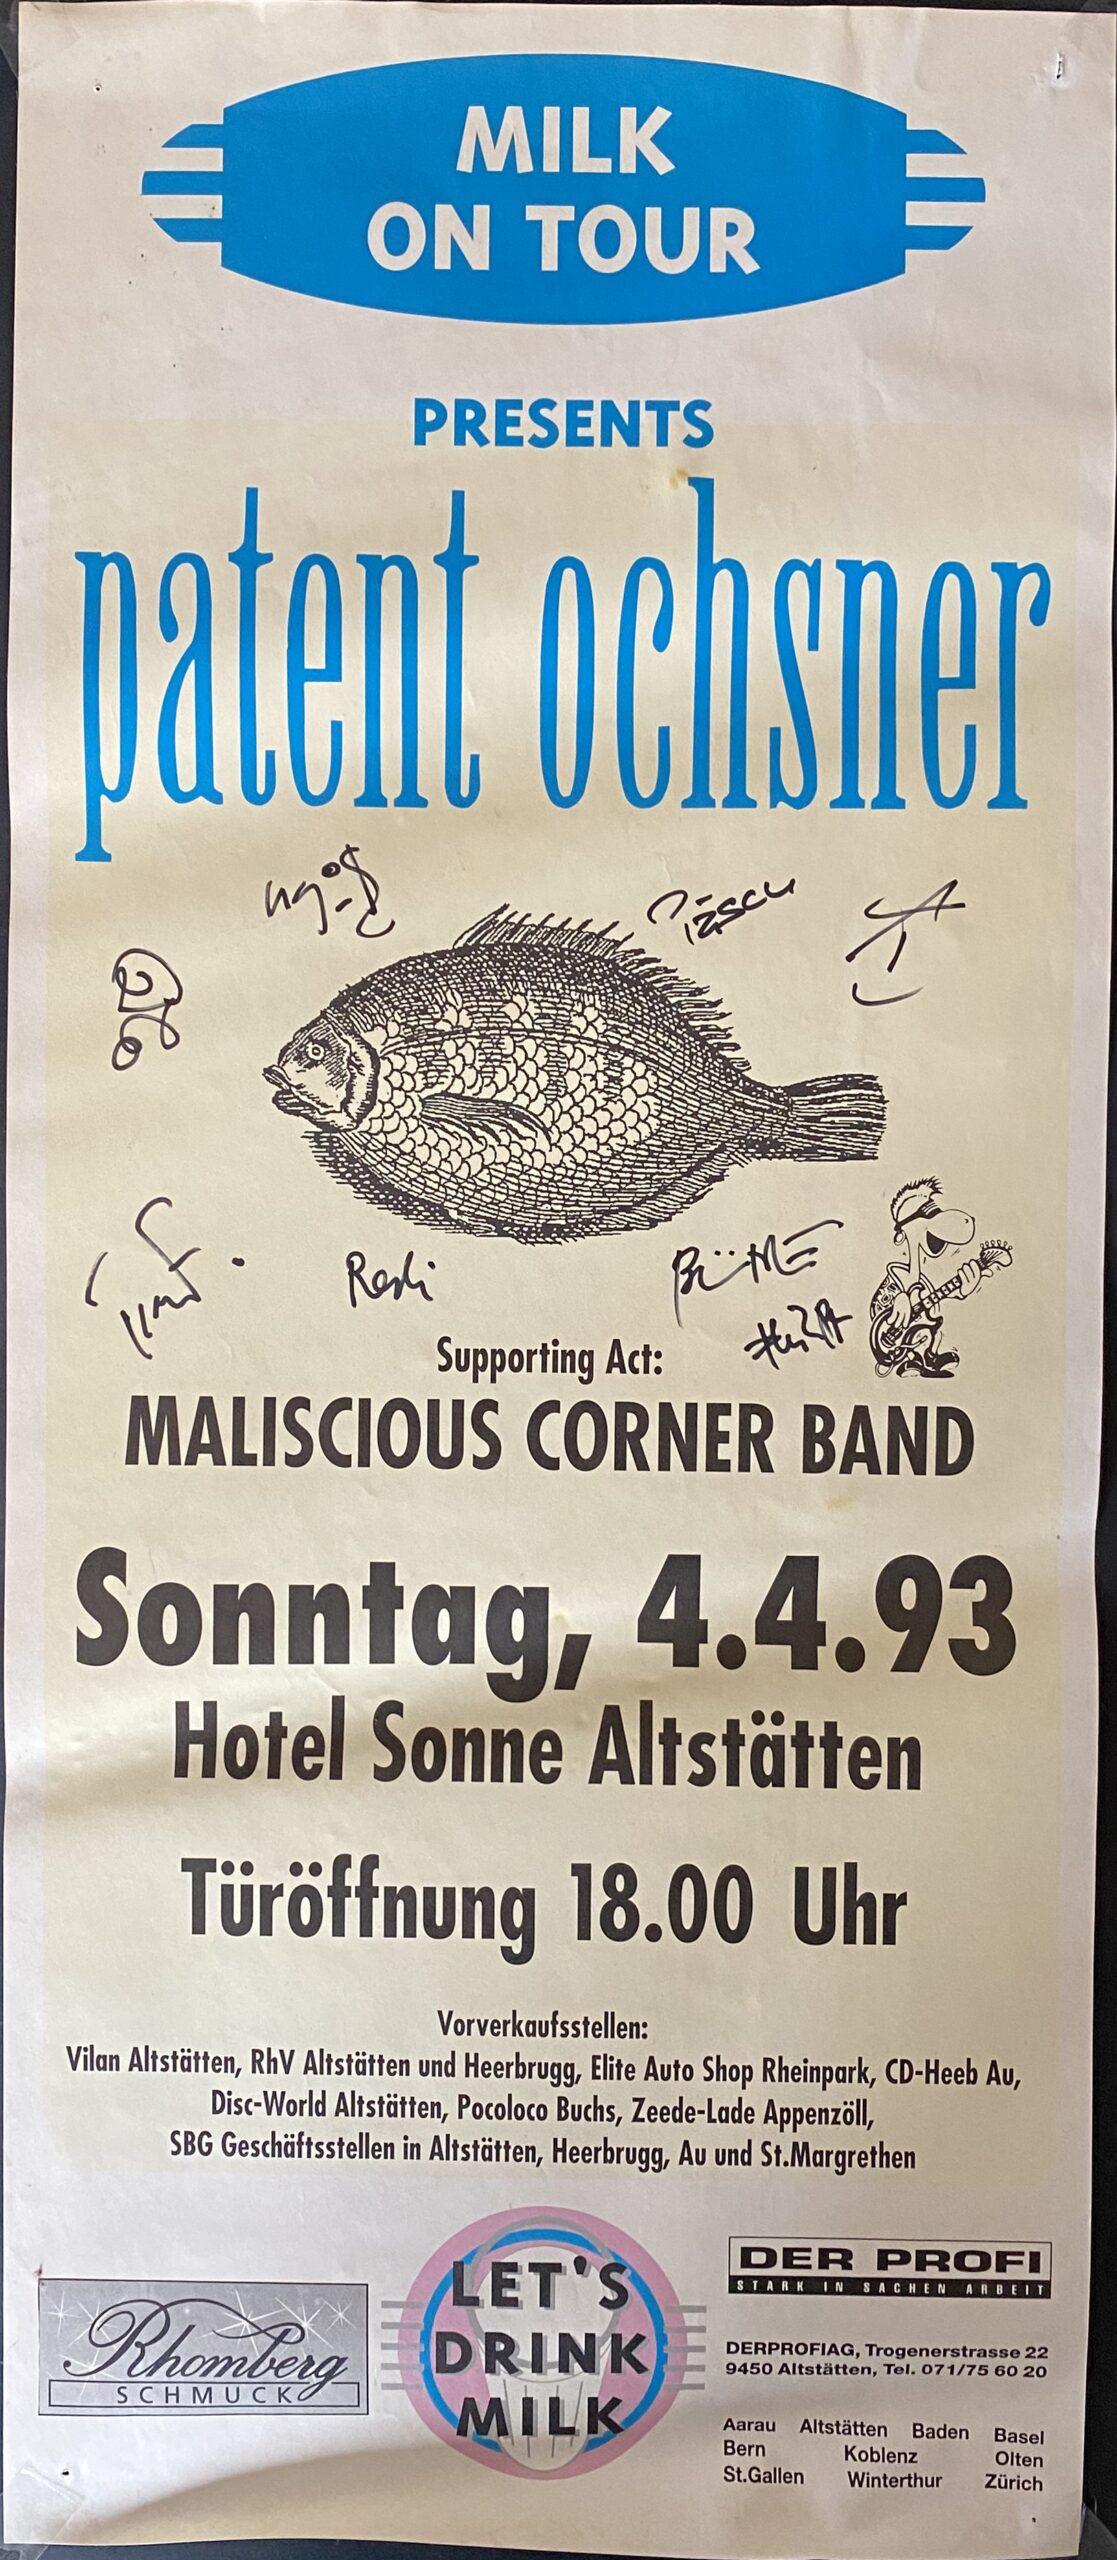 MILK
ON TOUR
PRESENTS
patent ochsner
Resli
BÜNE
Supporting Act:
MALISCIOUS CORNER BAND
Sonntag, 4.4.93
Hotel Sonne Altstätten
Türöffnung 18.00 Uhr
Vorverkaufsstellen:
Vilan Altstätten, RhV Altstätten und Heerbrugg, Elite Auto Shop Rheinpark, CD-Heeb Au,
Disc-World Altstätten, Pocoloco Buchs, Zeede-Lade Appenzöll,
SBG Geschäftsstellen in Altstätten, Heerbrugg, Au und St.Margrethen
Rhomberg
SCHMUCK
LET'S
DRINK
MILK
DER PROFI
STARK IN SACHEN ARBEIT
DERPROFIAG, Trogenerstrasse 22
9450 Altstätten, Tel. 071/75 60 20
Aarau Altstätten Baden Basel
Bern Koblenz Olten
St.Gallen Winterthur Zürich